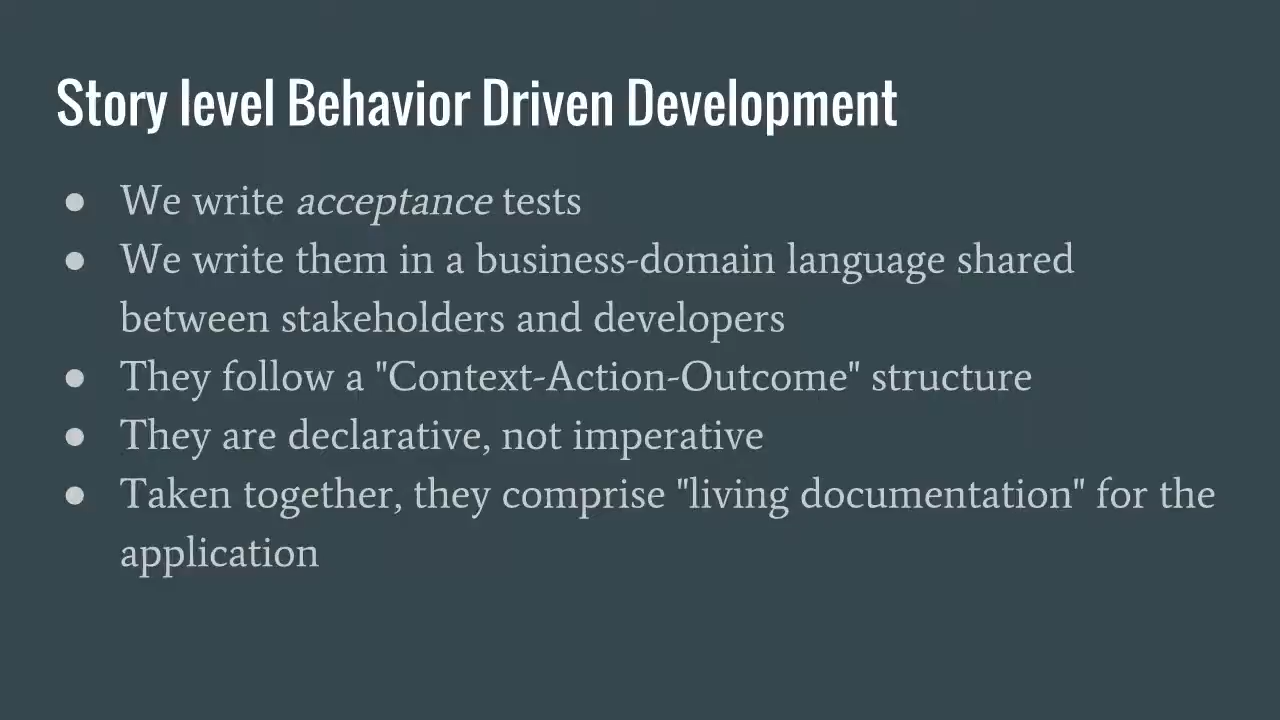 Story level Behavior Driven Development
● We write acceptance tests
● We write them in a business-domain language shared
between stakeholders and developers
● They follow a "Context-Action-Outcome" structure
● They are declarative, not imperative
● Taken together, they comprise "living documentation" for the
application